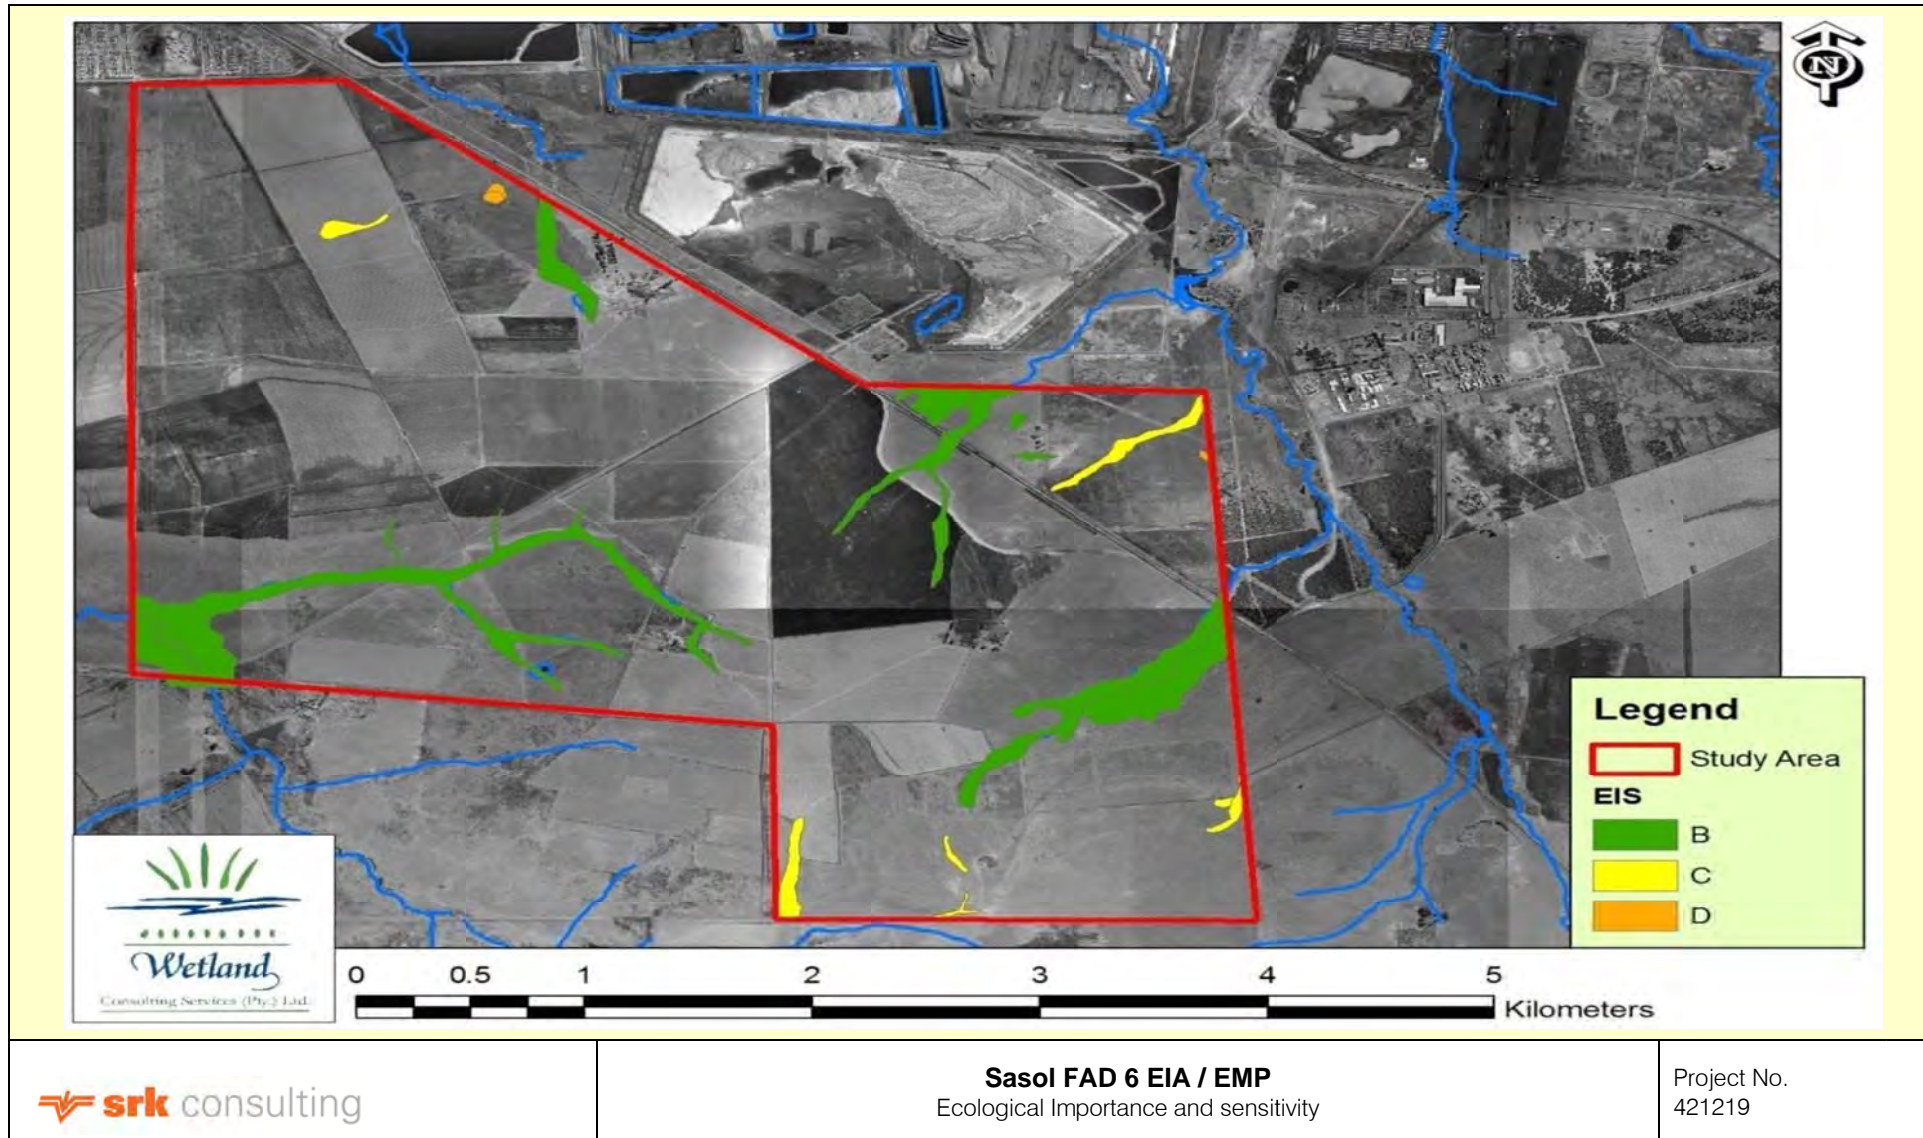 N
Legend
Study Area
EIS
B
C
D
Wetland
Consulting Services (Pty.) Ltd.
0 0.5 1 2 3 4 5
Kilometers
srk consulting
Sasol FAD 6 EIA / EMP
Ecological Importance and sensitivity
Project No.
421219